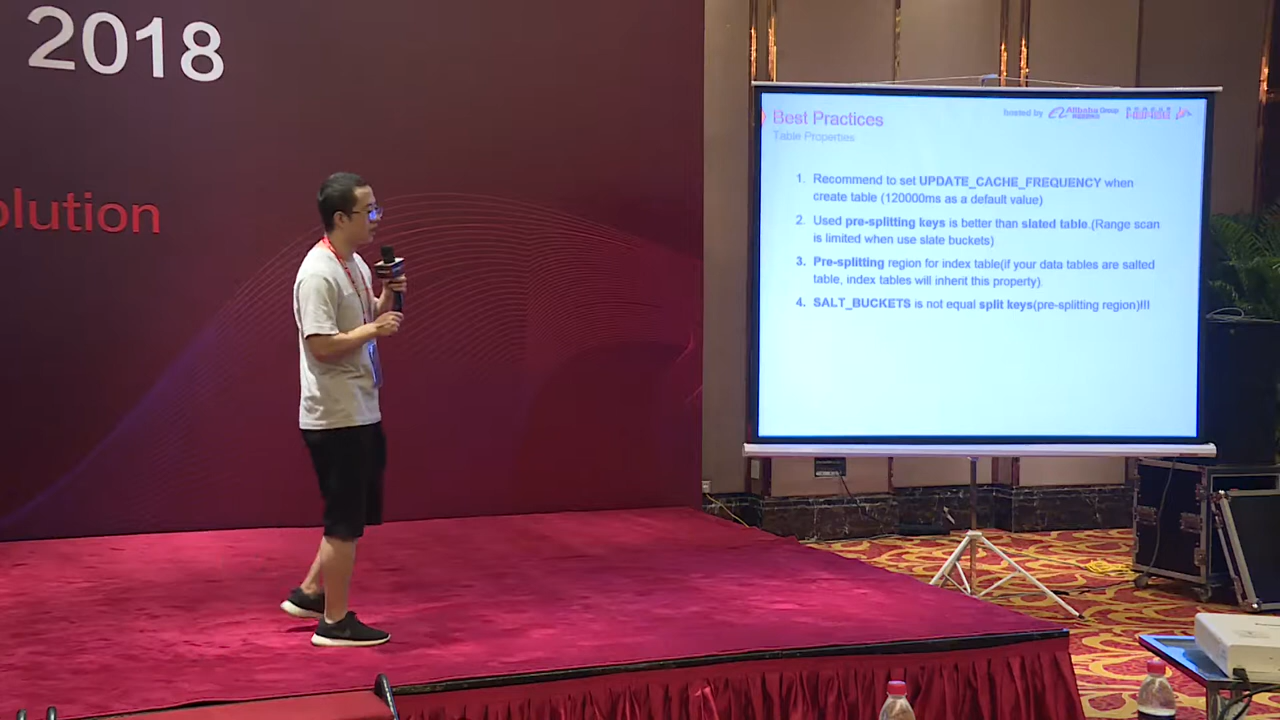 2018
olution
Best Practices
Table Properties
hosted by
Alibaba Group
1. Recommend to set UPDATE_CACHE_FREQUENCY when
create table (120000ms as a default value)
2. Used pre-splitting keys is better than slated table.(Range scan
is limited when use slate buckets)
3. Pre-splitting region for index table(if your data tables are salted
table, index tables will inherit this property).
4. SALT_BUCKETS is not equal split keys(pre-splitting region)!!!